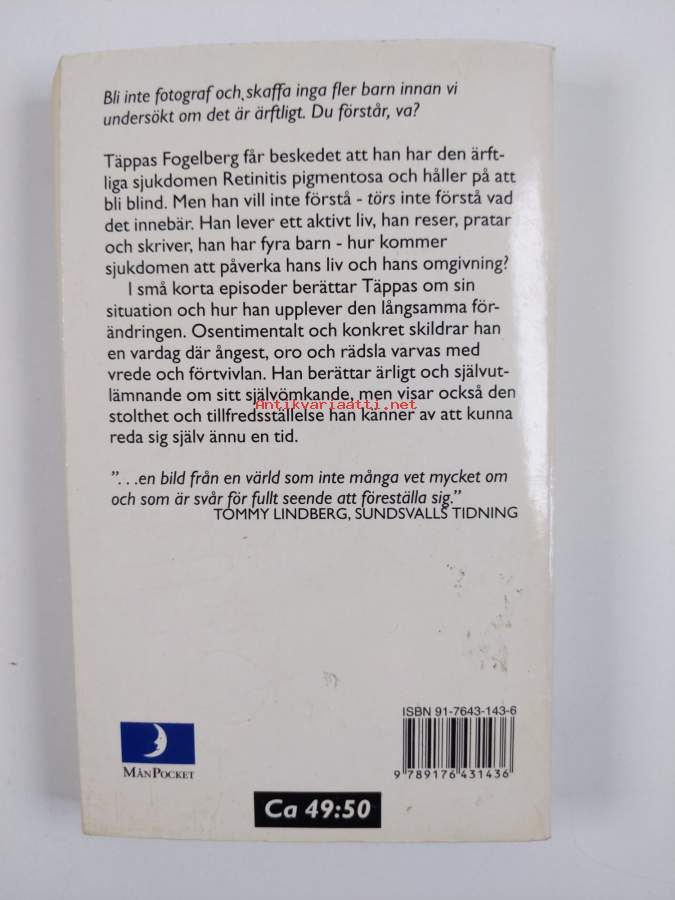 Bli inte fotograf och skaffa inga fler barn innan vi
undersökt om det är ärftligt. Du förstår, va?
Täppas Fogelberg får beskedet att han har den ärft-
liga sjukdomen Retinitis pigmentosa och håller på att
bli blind. Men han vill inte förstå - törs inte förstå vad
det innebär. Han lever ett aktivt liv, han reser, pratar
och skriver, han har fyra barn - hur kommer
sjukdomen att påverka hans liv och hans omgivning?
I små korta episoder berättar Täppas om sin
situation och hur han upplever den långsamma för-
ändringen. Osentimentalt och konkret skildrar han
en vardag där ångest, oro och rädsla varvas med
vrede och förtvivlan. Han berättar ärligt och självut-
lämnande om sitt självömkande, men visar också den
stolthet och tillfredsställelse han känner av att kunna
reda sig själv ännu en tid.
Antikvariaatti.net
”. . .en bild från en värld som inte många vet mycket om
och som är svår för fullt seende att föreställa sig.”
TOMMY LINDBERG, SUNDSVALLS TIDNING
ISBN 91-7643-143-6
9 789176 431436
MÅNPOCKET
Ca 49:50